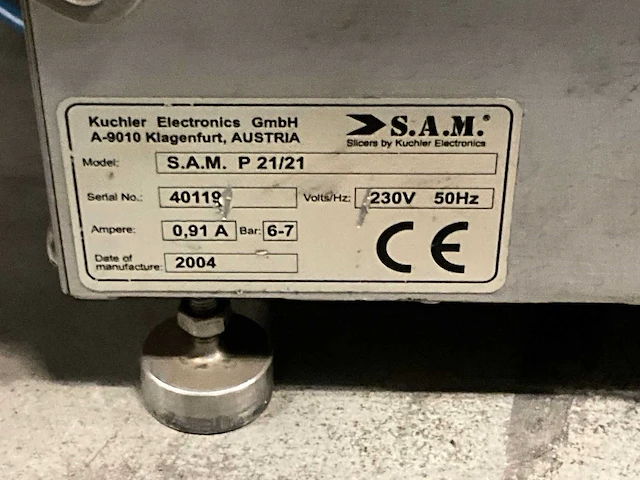 Kuchler Electronics GmbH
A-9010 Klagenfurt, AUSTRIA
S.A.M.®
Slicers by Kuchler Electronics
Model: S.A.M. P 21/21
Serial No.: 40119 Volts/Hz: 230V 50Hz
Ampere: 0,91 A Bar: 6-7
CE
Date of
manufacture: 2004